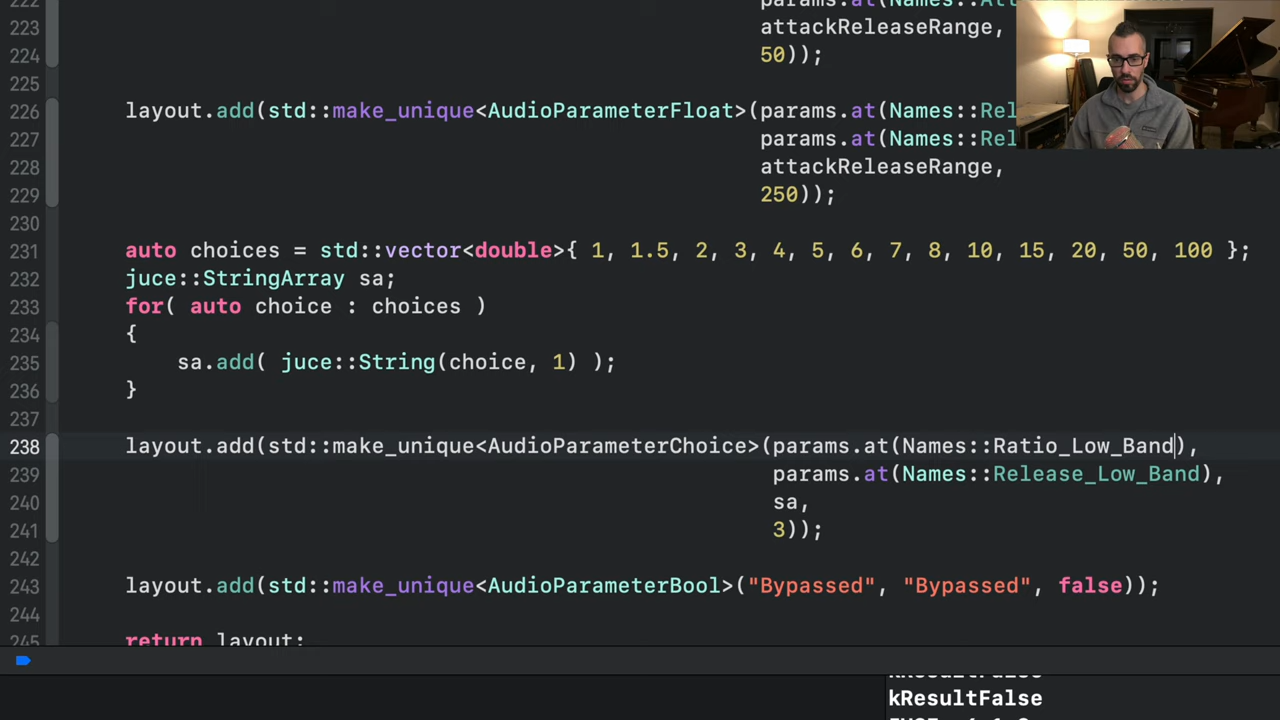 222 params.at(Names::
223 attackReleaseRange,
224 50));
225
226 layout.add(std::make_unique<AudioParameterFloat>(params.at(Names::Rel
227 params.at(Names::Rel
228 attackReleaseRange,
229 250));
230
231 auto choices = std::vector<double>{ 1, 1.5, 2, 3, 4, 5, 6, 7, 8, 10, 15, 20, 50, 100 };
232 juce::StringArray sa;
233 for( auto choice : choices )
234 {
235 sa.add( juce::String(choice, 1) );
236 }
237
238 layout.add(std::make_unique<AudioParameterChoice>(params.at(Names::Ratio_Low_Band),
239 params.at(Names::Release_Low_Band),
240 sa,
241 3));
242
243 layout.add(std::make_unique<AudioParameterBool>("Bypassed", "Bypassed", false));
244
245 return layout;
kResultFalse
kResultFalse